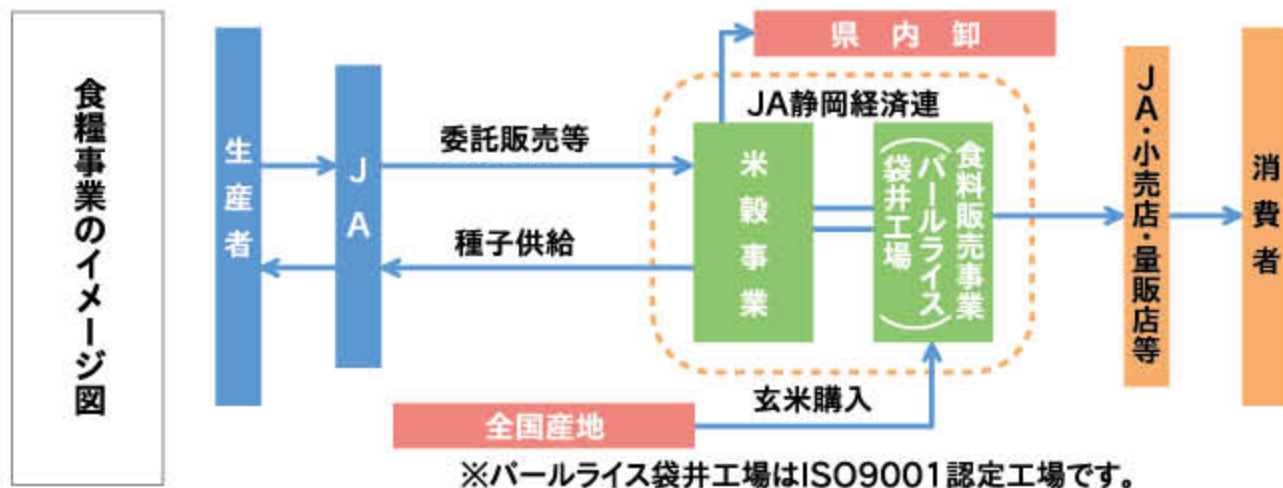 食糧事業のイメージ図
生産者
JA
委託販売等
種子供給
県内卸
JA静岡経済連
米穀事業
食料販売事業
(パールライス
袋井工場)
JA・小売店・量販店等
消費者
全国産地
玄米購入
※パールライス袋井工場はISO9001認定工場です。